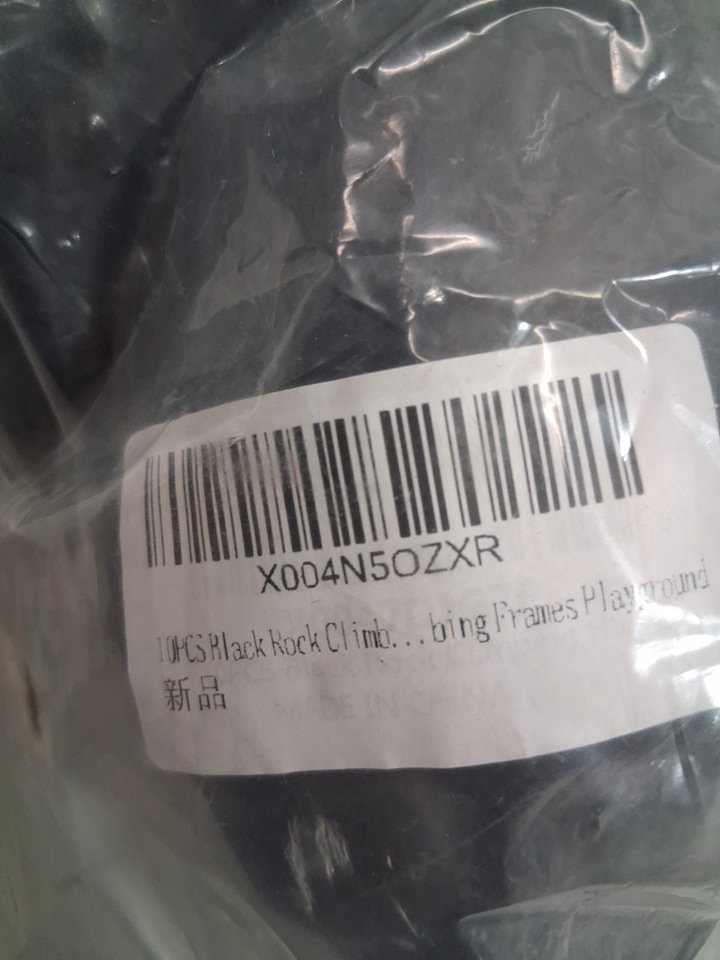 X004N5OZXR
10PCS Black Rock Climb...bing Frames Playground
新品